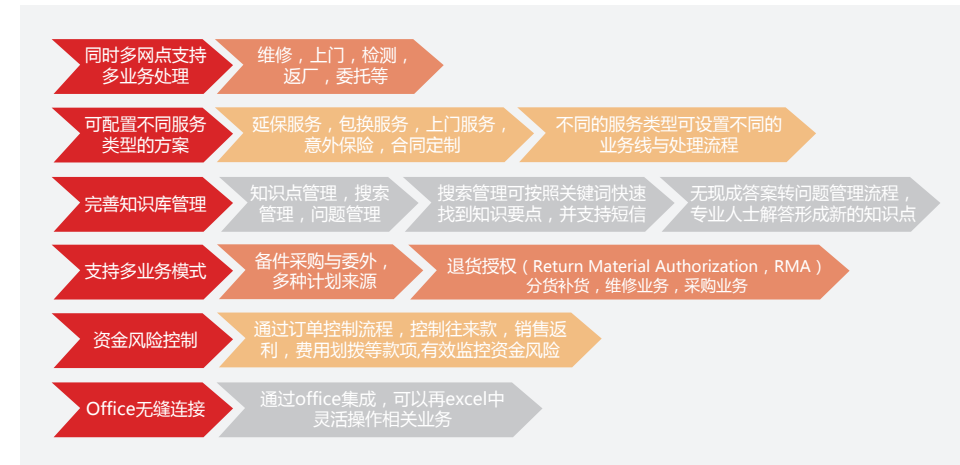 同时多网点支持
多业务处理
维修，上门，检测，
返厂，委托等
可配置不同服务
类型的方案
延保服务，包换服务，上门服务，
意外保险，合同定制
不同的服务类型可设置不同的
业务线与处理流程
完善知识库管理
知识点管理，搜索
管理，问题管理
搜索管理可按照关键词快速
找到知识要点，并支持短信
无现成答案转问题管理流程，
专业人士解答形成新的知识点
支持多业务模式
备件采购与委外，
多种计划来源
退货授权（Return Material Authorization，RMA）
分货补货，维修业务，采购业务
资金风险控制
通过订单控制流程，控制往来款，销售返
利，费用划拨等款项,有效监控资金风险
Office无缝连接
通过office集成，可以再excel中
灵活操作相关业务